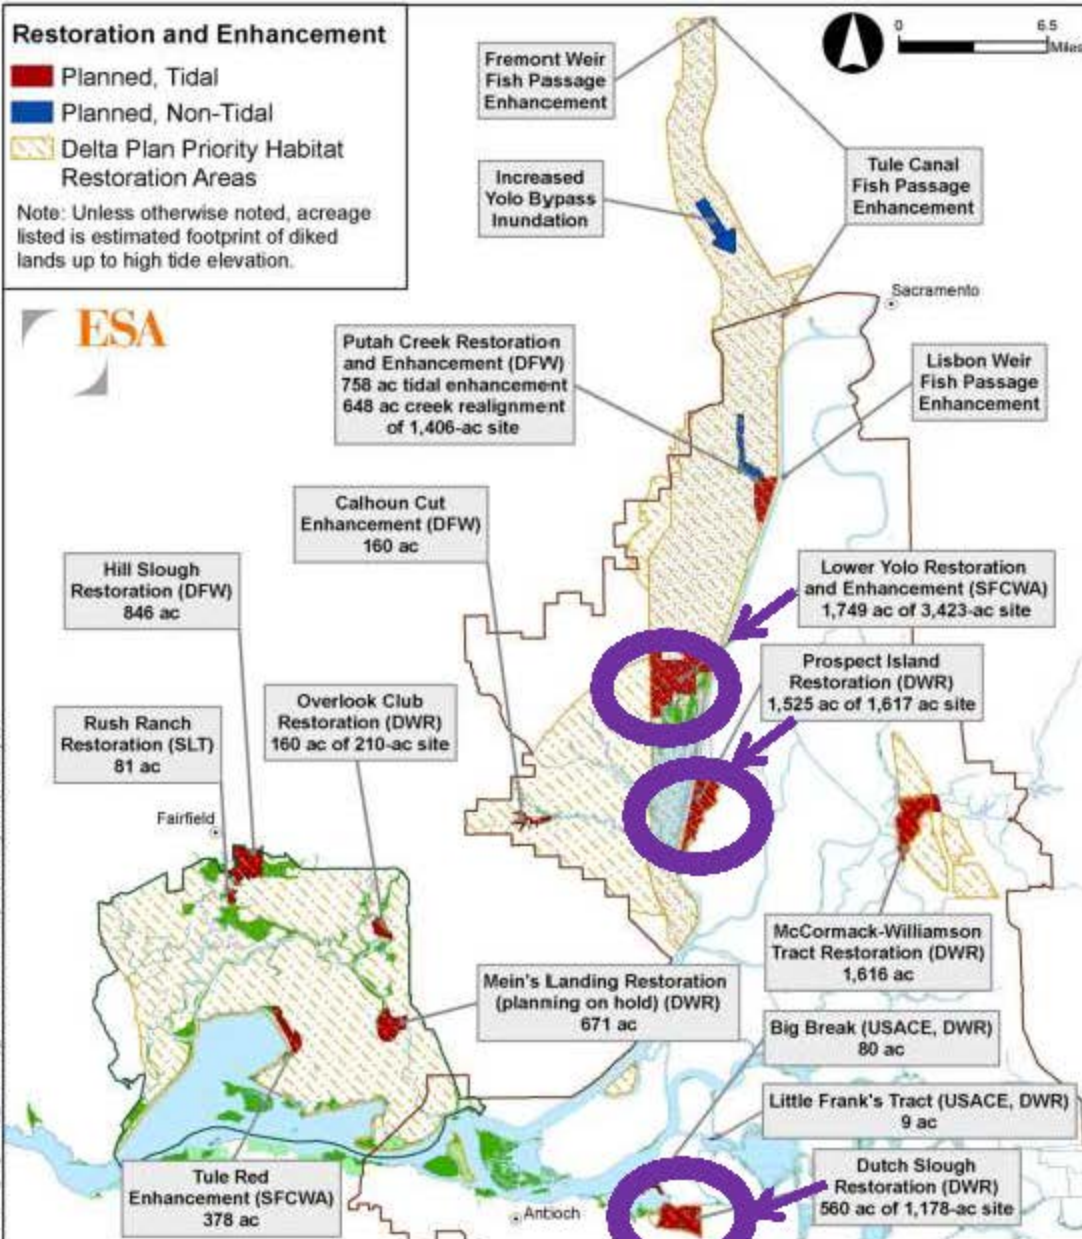 Restoration and Enhancement
Planned, Tidal
Planned, Non-Tidal
Delta Plan Priority Habitat
Restoration Areas
Note: Unless otherwise noted, acreage
listed is estimated footprint of diked
lands up to high tide elevation.
ESA
0 6.5
Miles
Fremont Weir
Fish Passage
Enhancement
Tule Canal
Fish Passage
Enhancement
Increased
Yolo Bypass
Inundation
Sacramento
Putah Creek Restoration
and Enhancement (DFW)
758 ac tidal enhancement
648 ac creek realignment
of 1,406-ac site
Lisbon Weir
Fish Passage
Enhancement
Calhoun Cut
Enhancement (DFW)
160 ac
Hill Slough
Restoration (DFW)
846 ac
Lower Yolo Restoration
and Enhancement (SFCWA)
1,749 ac of 3,423-ac site
Prospect Island
Restoration (DWR)
1,525 ac of 1,617 ac site
Overlook Club
Restoration (DWR)
160 ac of 210-ac site
Rush Ranch
Restoration (SLT)
81 ac
Fairfield
McCormack-Williamson
Tract Restoration (DWR)
1,616 ac
Mein's Landing Restoration
(planning on hold) (DWR)
671 ac
Big Break (USACE, DWR)
80 ac
Little Frank's Tract (USACE, DWR)
9 ac
Tule Red
Enhancement (SFCWA)
378 ac
Antioch
Dutch Slough
Restoration (DWR)
560 ac of 1,178-ac site